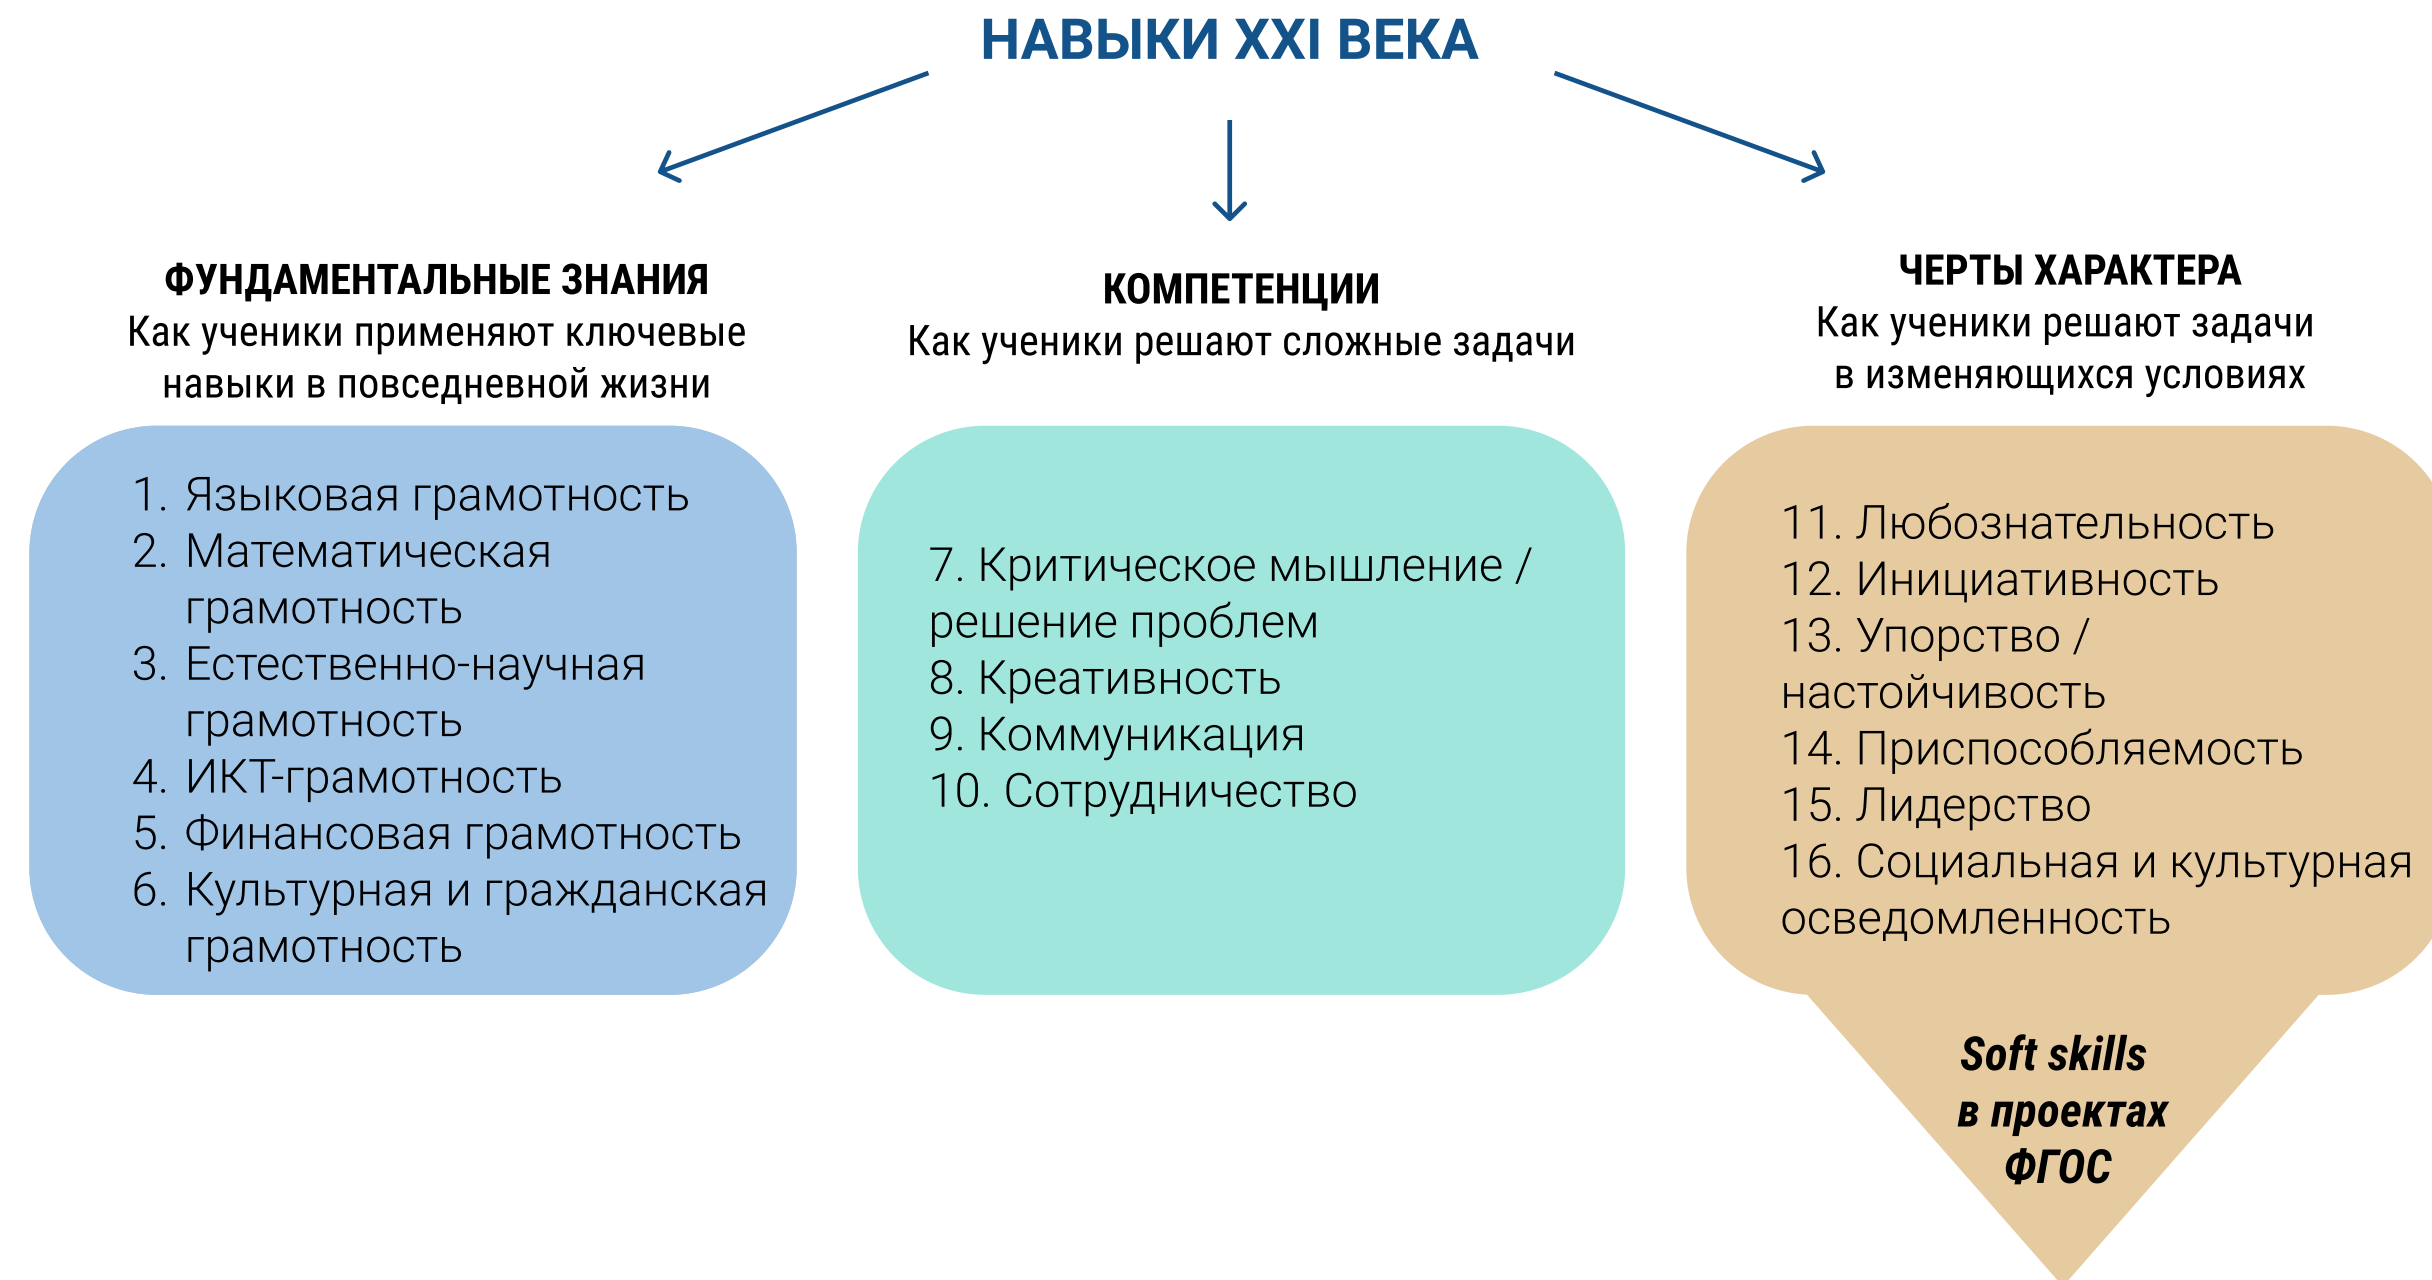 НАВЫКИ XXI ВЕКА
ФУНДАМЕНТАЛЬНЫЕ ЗНАНИЯ
Как ученики применяют ключевые
навыки в повседневной жизни
1. Языковая грамотность
2. Математическая
грамотность
3. Естественно-научная
грамотность
4. ИКТ-грамотность
5. Финансовая грамотность
6. Культурная и гражданская
грамотность
КОМПЕТЕНЦИИ
Как ученики решают сложные задачи
7. Критическое мышление /
решение проблем
8. Креативность
9. Коммуникация
10. Сотрудничество
ЧЕРТЫ ХАРАКТЕРА
Как ученики решают задачи
в изменяющихся условиях
11. Любознательность
12. Инициативность
13. Упорство /
настойчивость
14. Приспособляемость
15. Лидерство
16. Социальная и культурная
осведомленность
Soft skills
в проектах
ФГОС